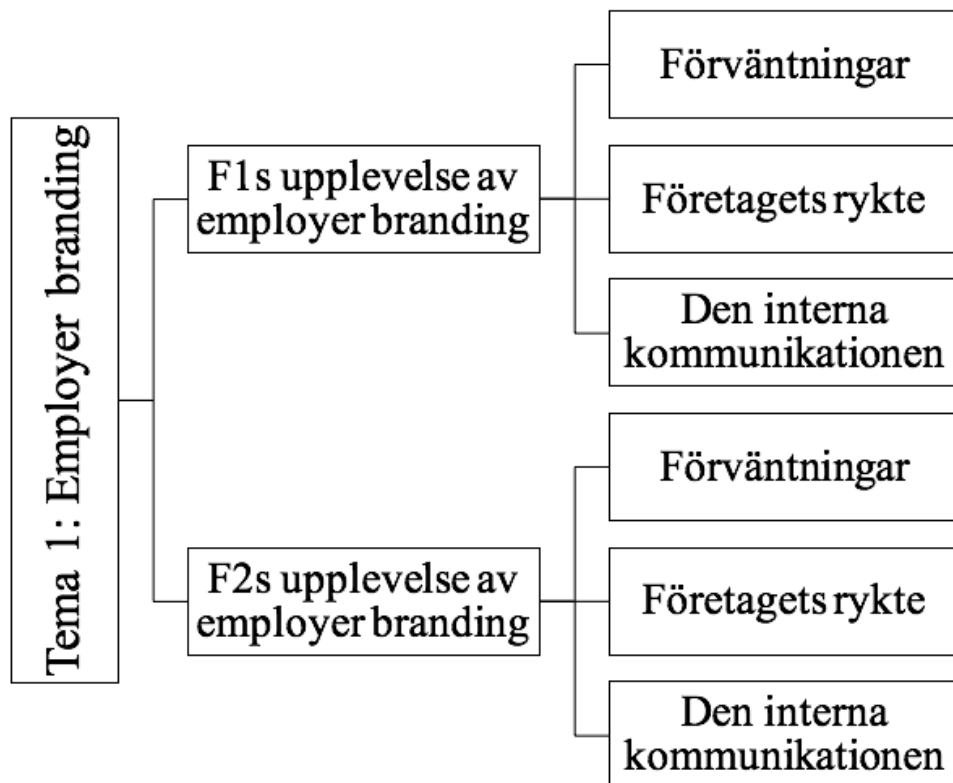 Tema 1: Employer branding
F1s upplevelse av
employer branding
Förväntningar
Företagets rykte
Den interna
kommunikationen
F2s upplevelse av
employer branding
Förväntningar
Företagets rykte
Den interna
kommunikationen